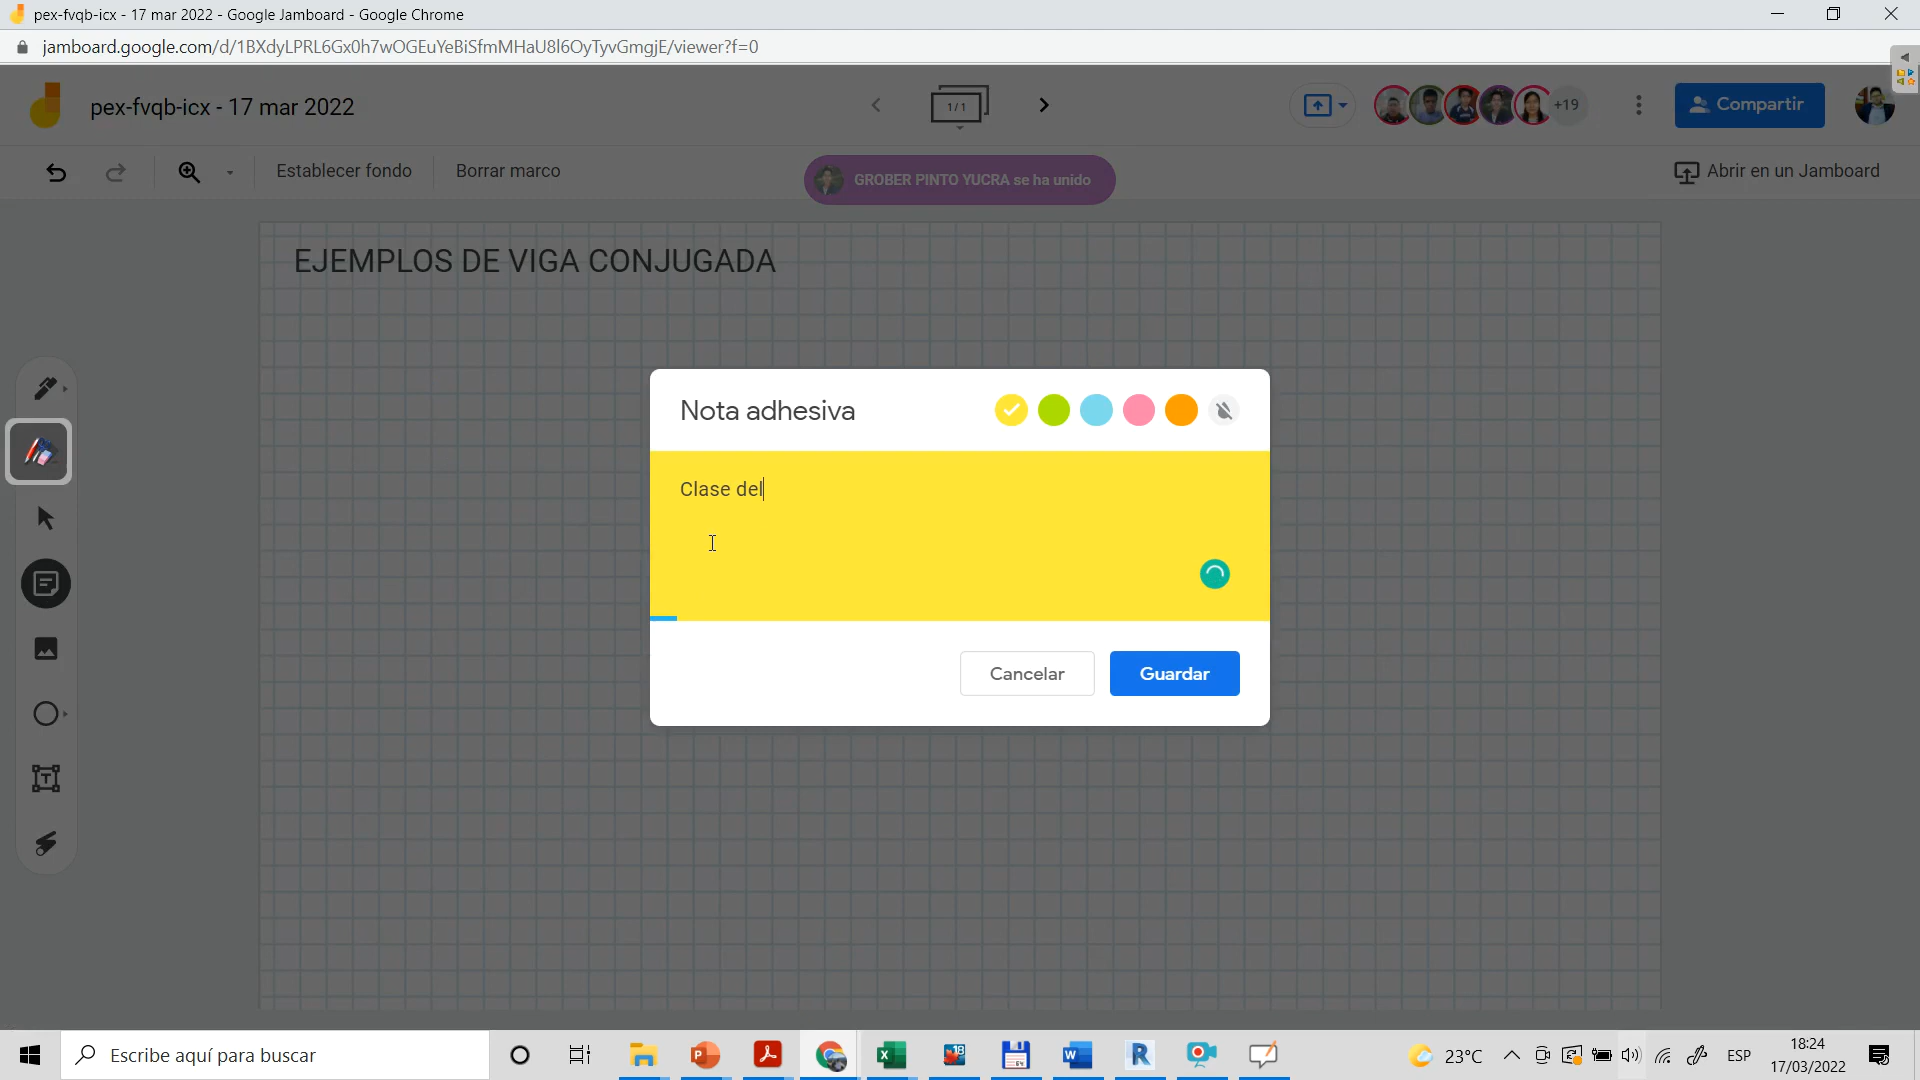 pex-fvqb-icx - 17 mar 2022 - Google Jamboard - Google Chrome
jamboard.google.com/d/1BXdyLPRL6Gx0h7wOGEuYeBiSfmMHaU8l6OyTyvGmgjE/viewer?f=0
pex-fvqb-icx - 17 mar 2022
1/1
+19
Compartir
Establecer fondo
Borrar marco
GROBER PINTO YUCRA se ha unido
Abrir en un Jamboard
EJEMPLOS DE VIGA CONJUGADA
Nota adhesiva
Clase del
Cancelar
Guardar
Escribe aquí para buscar
23°C
ESP
18:24
17/03/2022